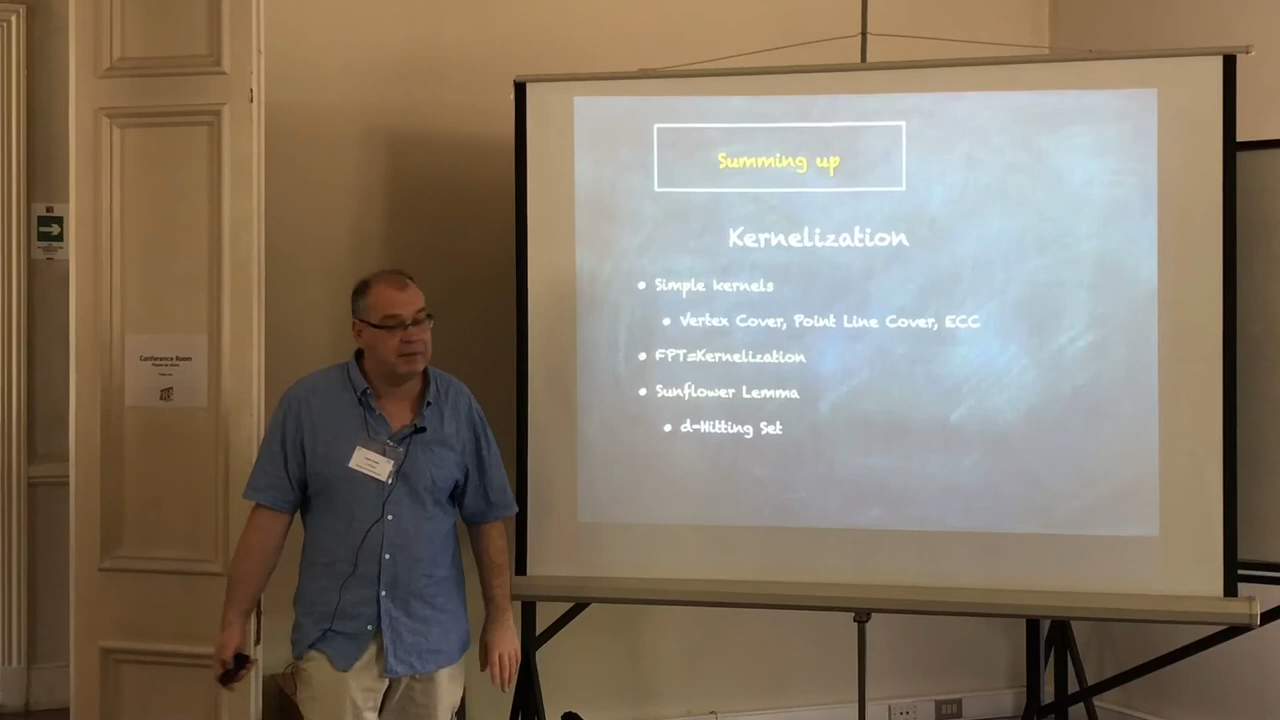 Summing up
Kernelization
• Simple kernels
• Vertex Cover, Point Line Cover, ECC
• FPT=Kernelization
• Sunflower Lemma
• d-Hitting Set
Conference Room